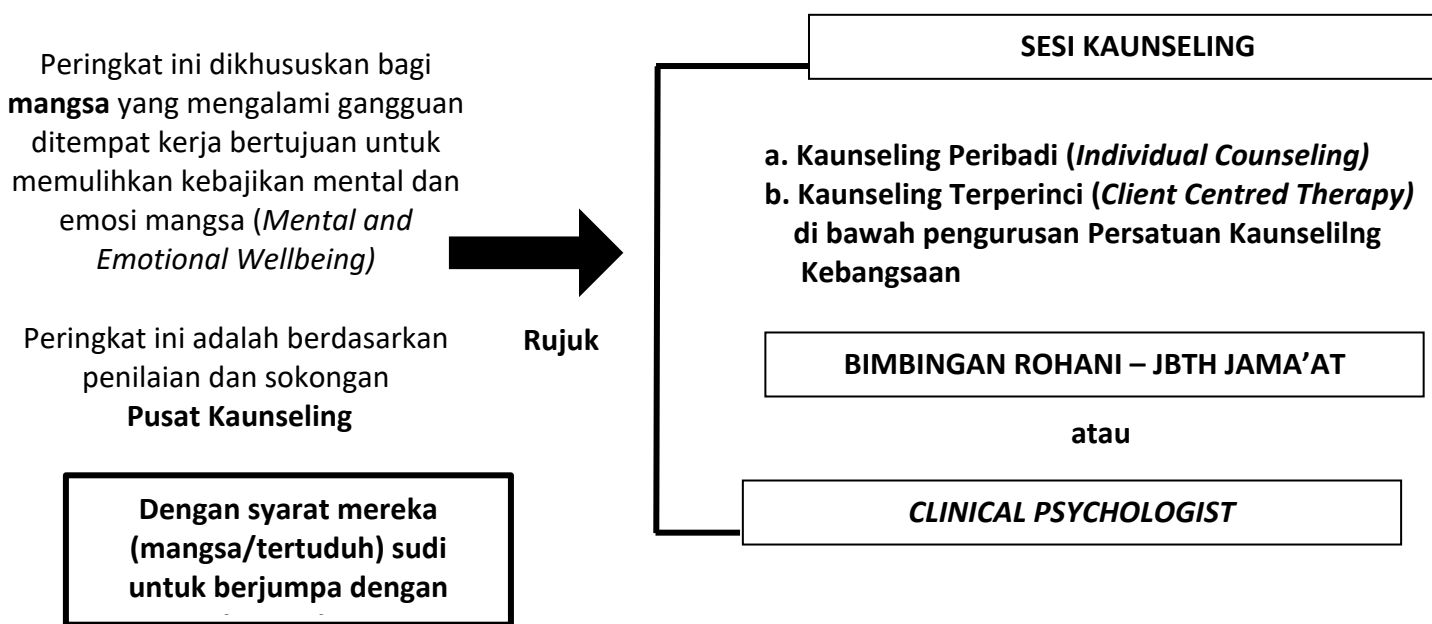 Peringkat ini dikhususkan bagi
mangsa yang mengalami gangguan
ditempat kerja bertujuan untuk
memulihkan kebajikan mental dan
emosi mangsa (Mental and
Emotional Wellbeing)
Peringkat ini adalah berdasarkan
penilaian dan sokongan
Pusat Kaunseling
Dengan syarat mereka
(mangsa/tertuduh) sudi
untuk berjumpa dengan
Rujuk
SESI KAUNSELING
a. Kaunseling Peribadi (Individual Counseling)
b. Kaunseling Terperinci (Client Centred Therapy)
di bawah pengurusan Persatuan Kaunselilng
Kebangsaan
BIMBINGAN ROHANI – JBTH JAMA’AT
atau
CLINICAL PSYCHOLOGIST